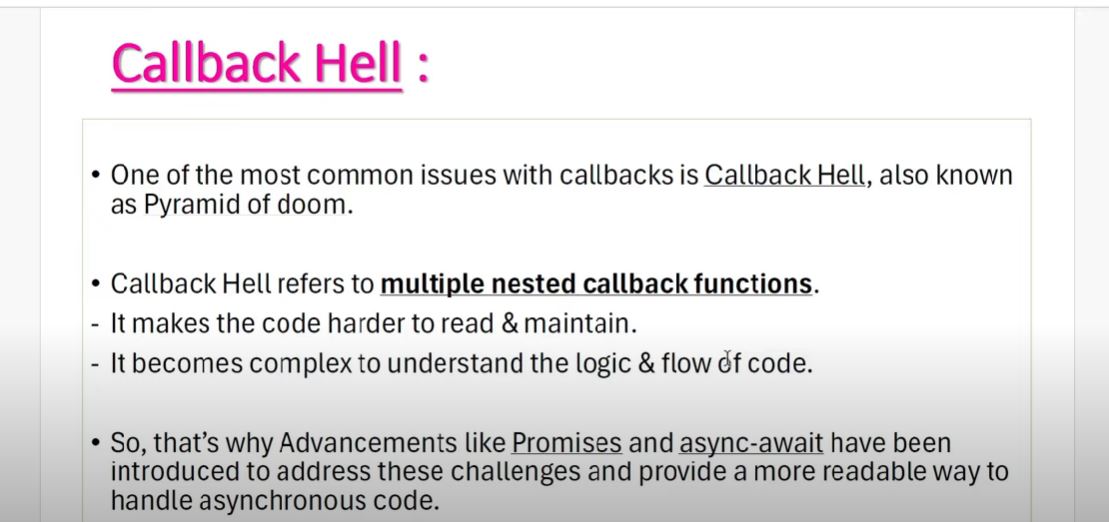 Callback Hell :
• One of the most common issues with callbacks is Callback Hell, also known
as Pyramid of doom.
• Callback Hell refers to multiple nested callback functions.
- It makes the code harder to read & maintain.
- It becomes complex to understand the logic & flow of code.
• So, that’s why Advancements like Promises and async-await have been
introduced to address these challenges and provide a more readable way to
handle asynchronous code.